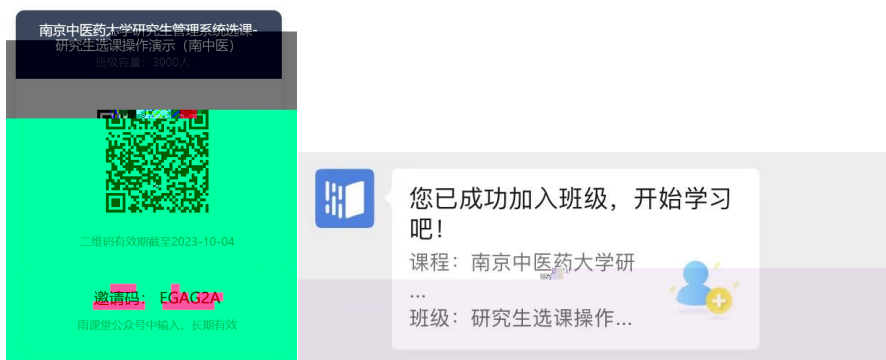 南京中医药大学研究生管理系统选课-
研究生选课操作演示（南中医）
班级容量：3000人
二维码有效期截至2023-10-04
邀请码： EGAG2A
雨课堂公众号中输入，长期有效
您已成功加入班级，开始学习
吧！
课程：南京中医药大学研
...
班级：研究生选课操作...